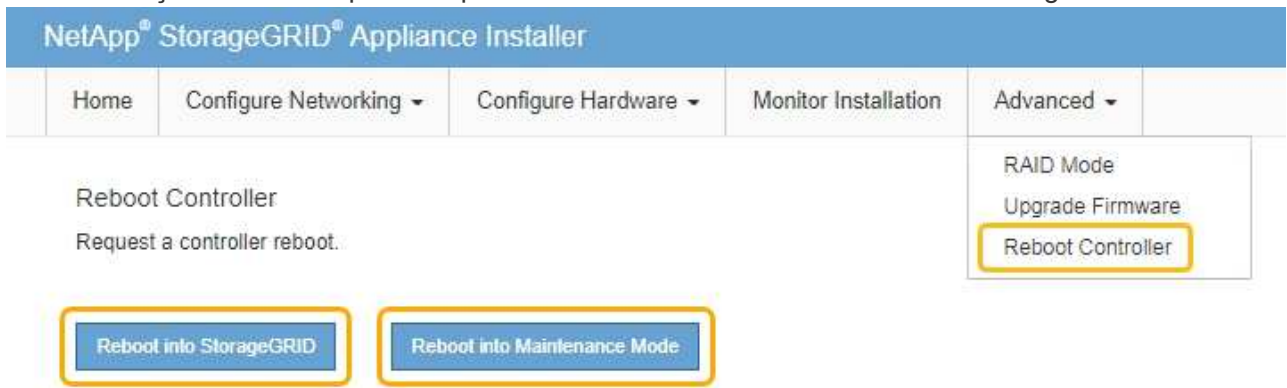 NetApp® StorageGRID® Appliance Installer
Home Configure Networking Configure Hardware Monitor Installation Advanced
RAID Mode
Upgrade Firmware
Reboot Controller
Reboot Controller
Request a controller reboot.
Reboot into StorageGRID Reboot into Maintenance Mode